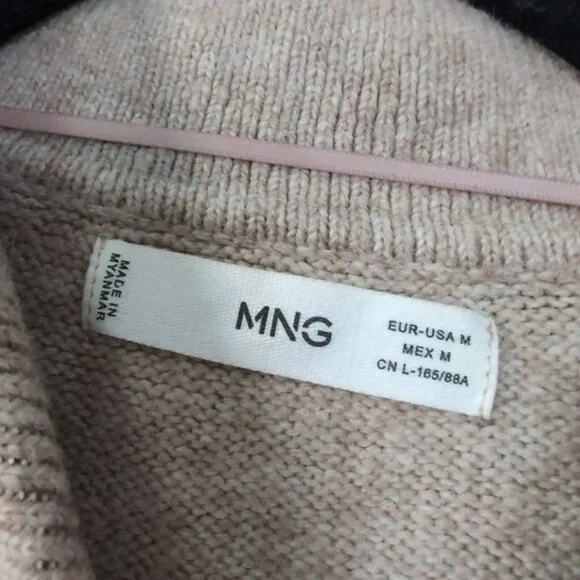 MADE IN
MYANMAR
MNG
EUR-USA M
MEX M
CN L-165/88A